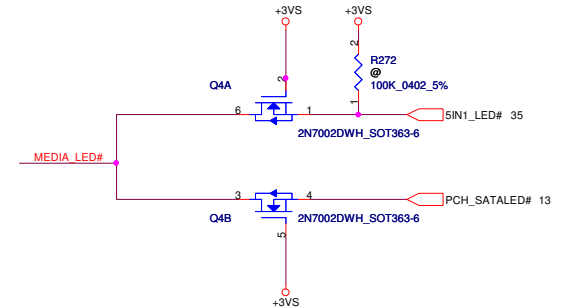 +3VS
+3VS
2
R272
@
100K_0402_5%
1
Q4A
2
6
1
5IN1_LED# 35
2N7002DWH_SOT363-6
MEDIA_LED#
3
4
PCH_SATALED# 13
Q4B
2N7002DWH_SOT363-6
5
+3VS